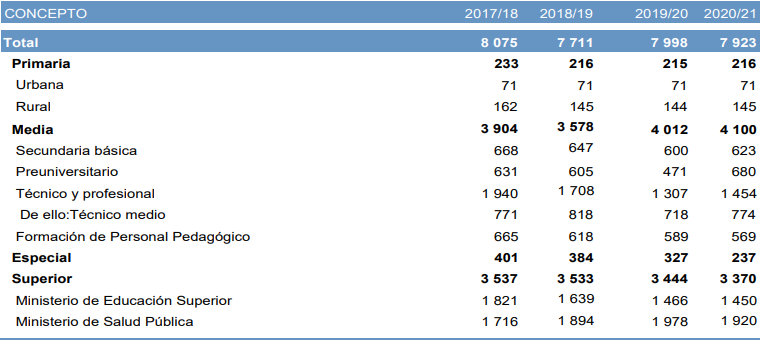 CONCEPTO 2017/18 2018/19 2019/20 2020/21
Total 8 075 7 711 7 998 7 923
Primaria 233 216 215 216
Urbana 71 71 71 71
Rural 162 145 144 145
Media 3 904 3 578 4 012 4 100
Secundaria básica 668 647 600 623
Preuniversitario 631 605 471 680
Técnico y profesional 1 940 1 708 1 307 1 454
De ello:Técnico medio 771 818 718 774
Formación de Personal Pedagógico 665 618 589 569
Especial 401 384 327 237
Superior 3 537 3 533 3 444 3 370
Ministerio de Educación Superior 1 821 1 639 1 466 1 450
Ministerio de Salud Pública 1 716 1 894 1 978 1 920